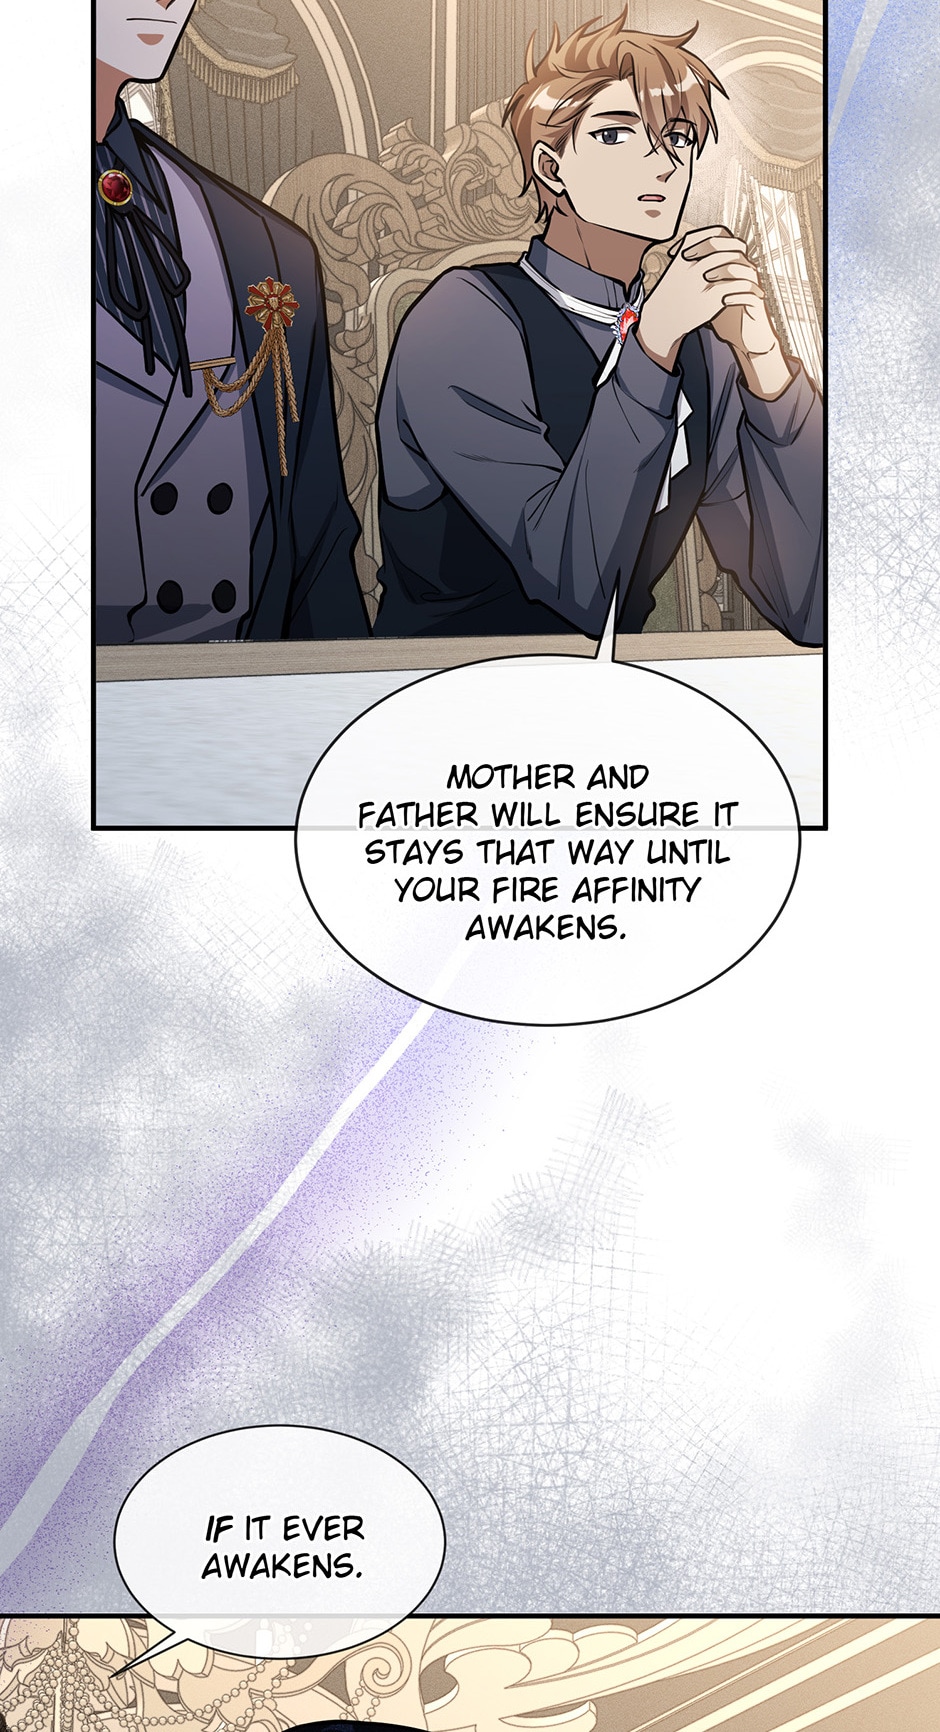 MOTHER AND
FATHER WILL ENSURE IT
STAYS THAT WAY UNTIL
YOUR FIRE AFFINITY
AWAKENS.
IF IT EVER
AWAKENS.